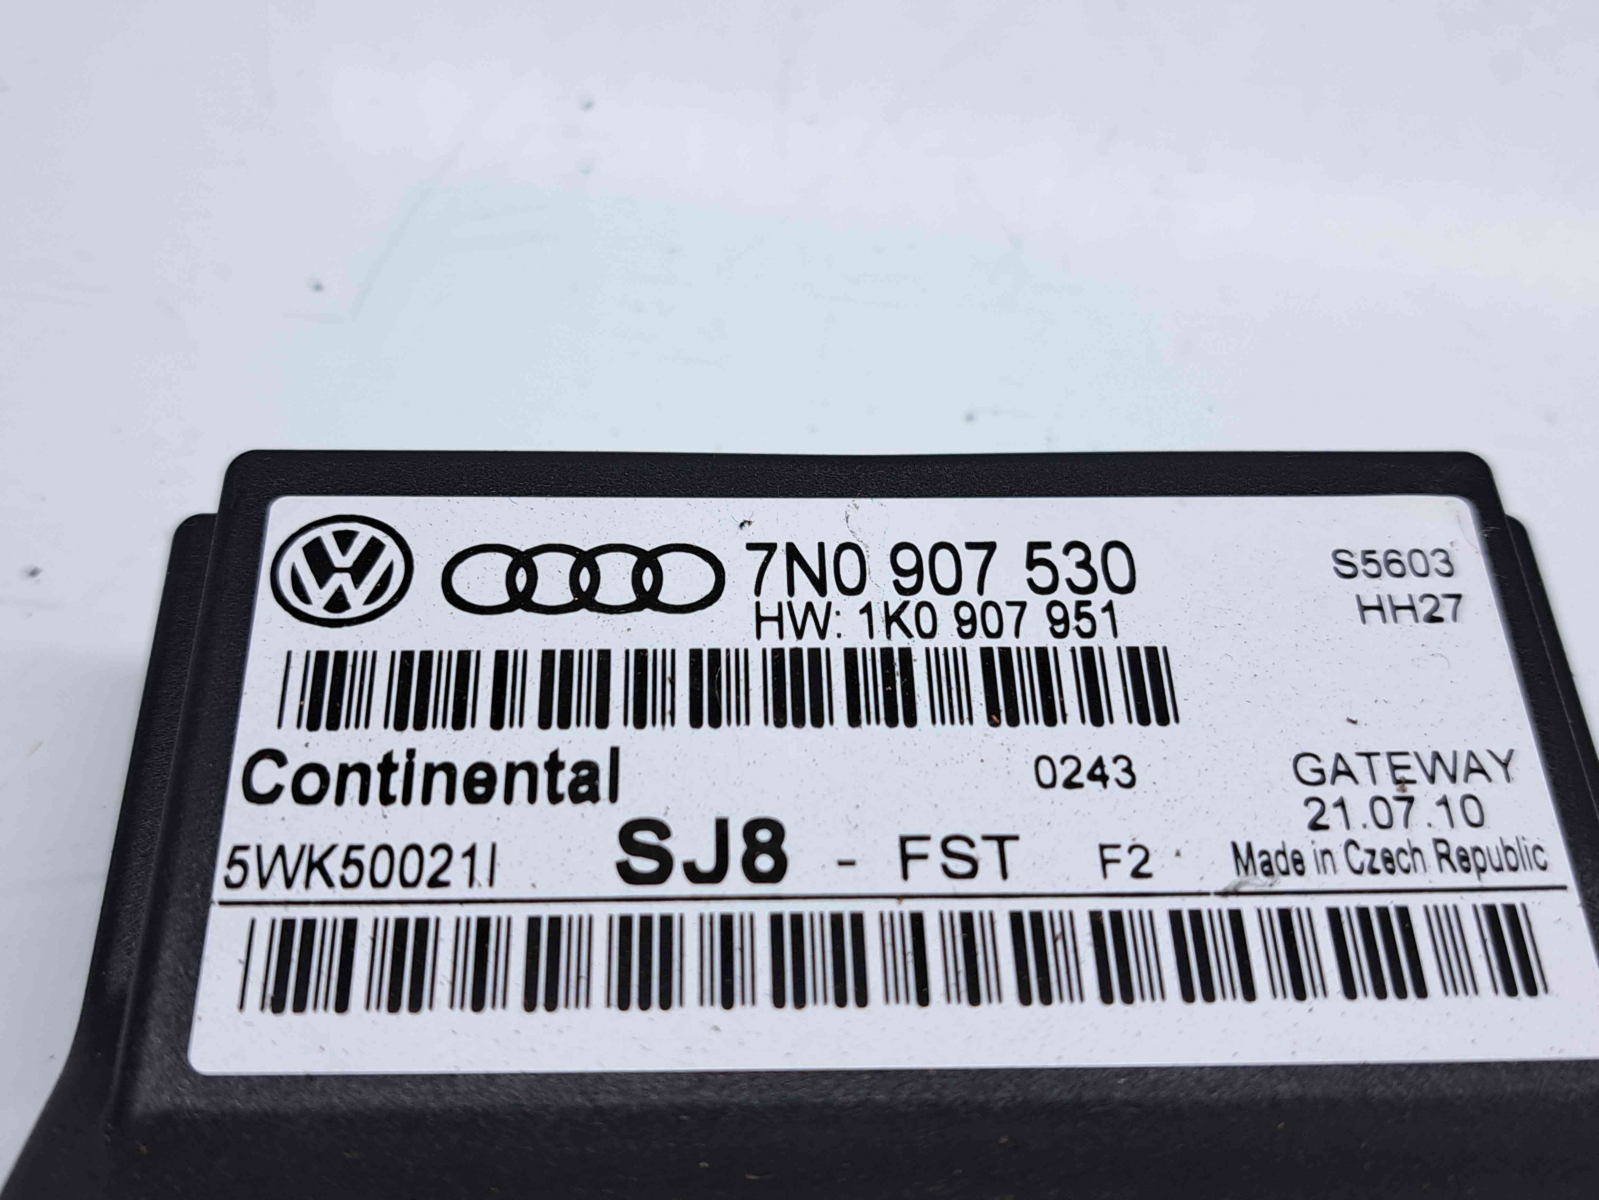 7N0 907 530 S5603
HW: 1K0 907 951 HH27
Continental 0243 GATEWAY
21.07.10
5WK50021I SJ8 - FST F2 Made in Czech Republic